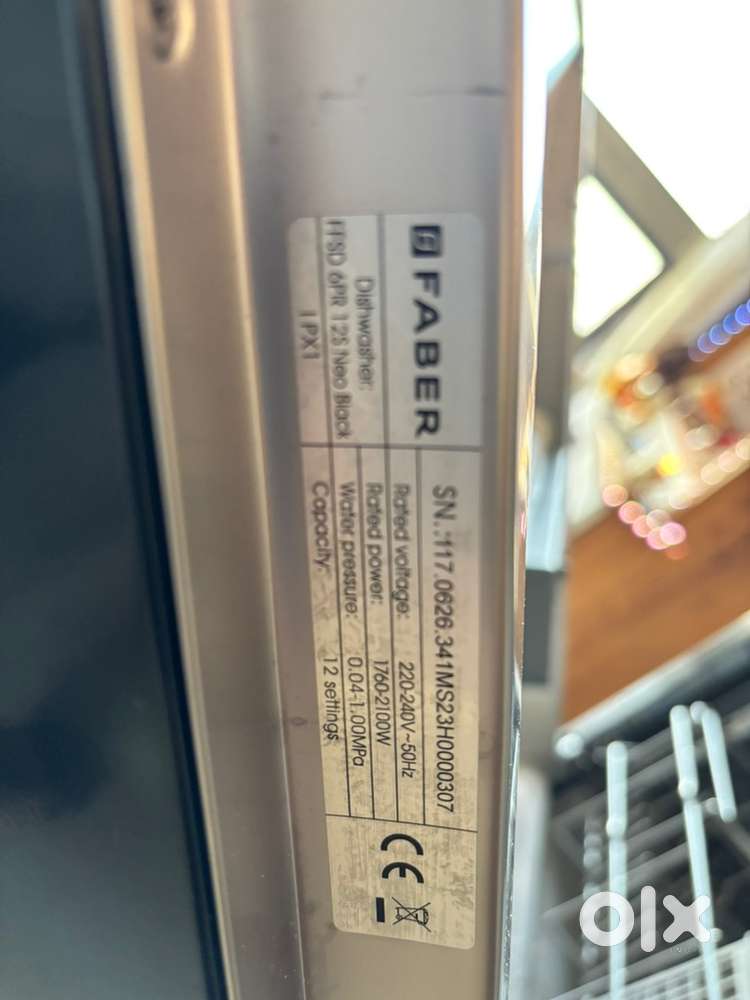 FABER
Dishwasher:
FFSD 6PR 12S Neo Black
IPX1
SN.:117.0626.341MS23H0000307
Rated voltage: 220-240V~50Hz
Rated power: 1760-2100W
Water pressure: 0.04-1.00MPa
Capacity: 12 settings
CE
olx